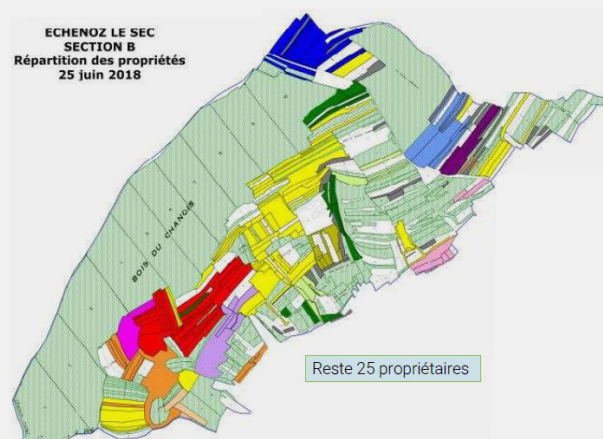 ECHENOZ LE SEC
SECTION B
Répartition des propriétés
25 juin 2018
BOIS DU CHANOIS
Reste 25 propriétaires